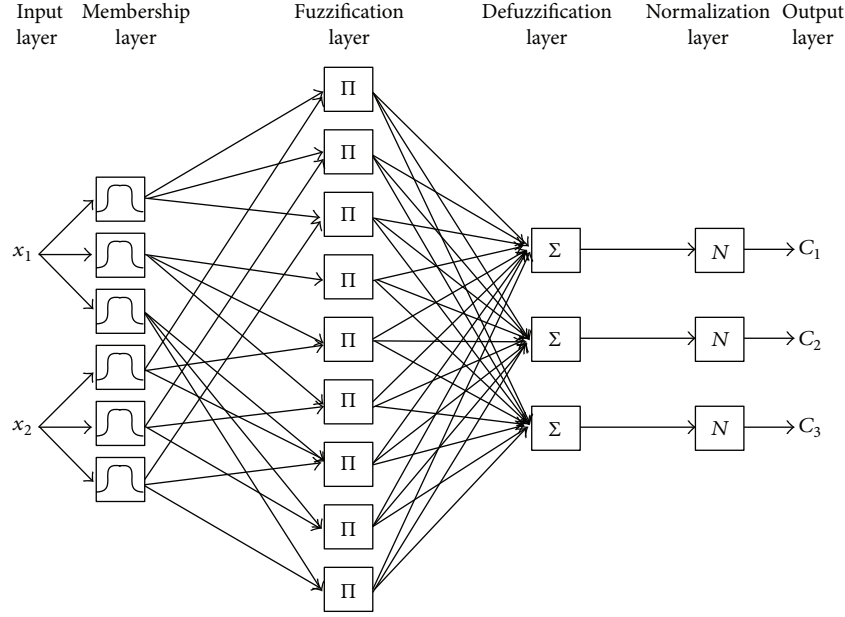 Input layer
Membership layer
Fuzzification layer
Defuzzification layer
Normalization layer
Output layer
Π
Π
Π
Π
Π
Π
Π
Π
Π
x₁
x₂
Σ
Σ
Σ
N
N
N
C₁
C₂
C₃